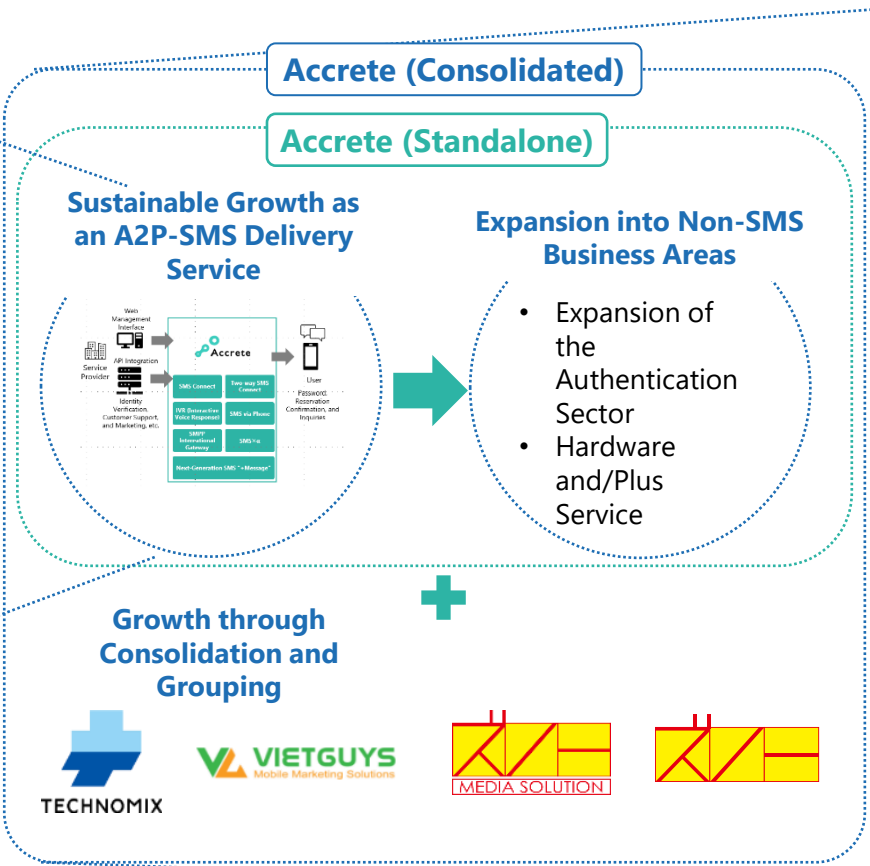 Accrete (Consolidated)
Accrete (Standalone)
Sustainable Growth as
an A2P-SMS Delivery
Service
Web
Management
Interface
Service
Provider
API Integration
Identity
Verification,
Customer Support,
and Marketing, etc.
Accrete
SMS Connect
Two-way SMS
Connect
IVR (Interactive
Voice Response)
SMS via Phone
SMPP
International
Gateway
Next-Generation SMS "+Message"
User
Password,
Reservation
Confirmation, and
Inquiries
Expansion into Non-SMS
Business Areas
• Expansion of
the
Authentication
Sector
• Hardware
and/Plus
Service
Growth through
Consolidation and
Grouping
TECHNOMIX
VIETGUYS
Mobile Marketing Solutions
MEDIA SOLUTION